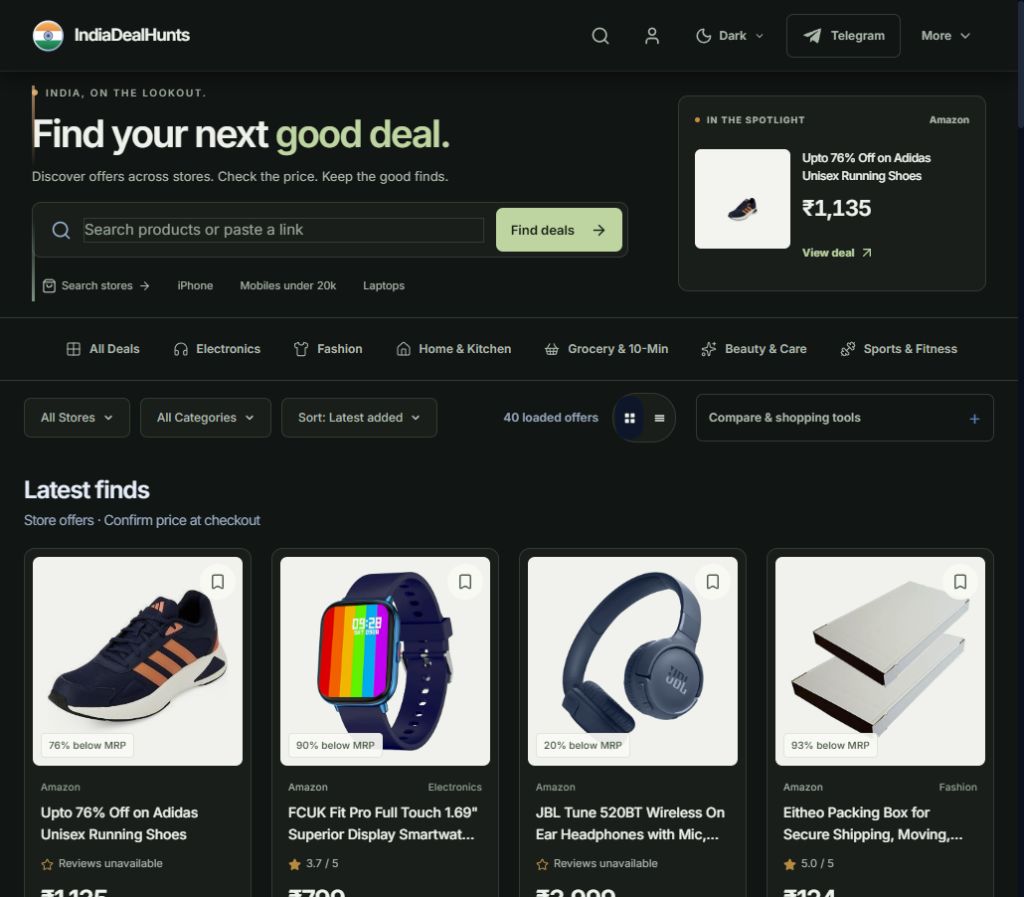 IndiaDealHunts
Dark
Telegram
More
INDIA, ON THE LOOKOUT.
Find your next good deal.
Discover offers across stores. Check the price. Keep the good finds.
Search products or paste a link
Find deals
Search stores
iPhone
Mobiles under 20k
Laptops
IN THE SPOTLIGHT
Amazon
Upto 76% Off on Adidas
Unisex Running Shoes
₹1,135
View deal
All Deals
Electronics
Fashion
Home & Kitchen
Grocery & 10-Min
Beauty & Care
Sports & Fitness
All Stores
All Categories
Sort: Latest added
40 loaded offers
Compare & shopping tools
Latest finds
Store offers · Confirm price at checkout
76% below MRP
Amazon
Upto 76% Off on Adidas
Unisex Running Shoes
Reviews unavailable
₹1,135
09:28
90% below MRP
Amazon
Electronics
FCUK Fit Pro Full Touch 1.69"
Superior Display Smartwat...
3.7 / 5
₹799
JBL
20% below MRP
Amazon
JBL Tune 520BT Wireless On
Ear Headphones with Mic,...
Reviews unavailable
93% below MRP
Amazon
Fashion
Eitheo Packing Box for
Secure Shipping, Moving,...
5.0 / 5